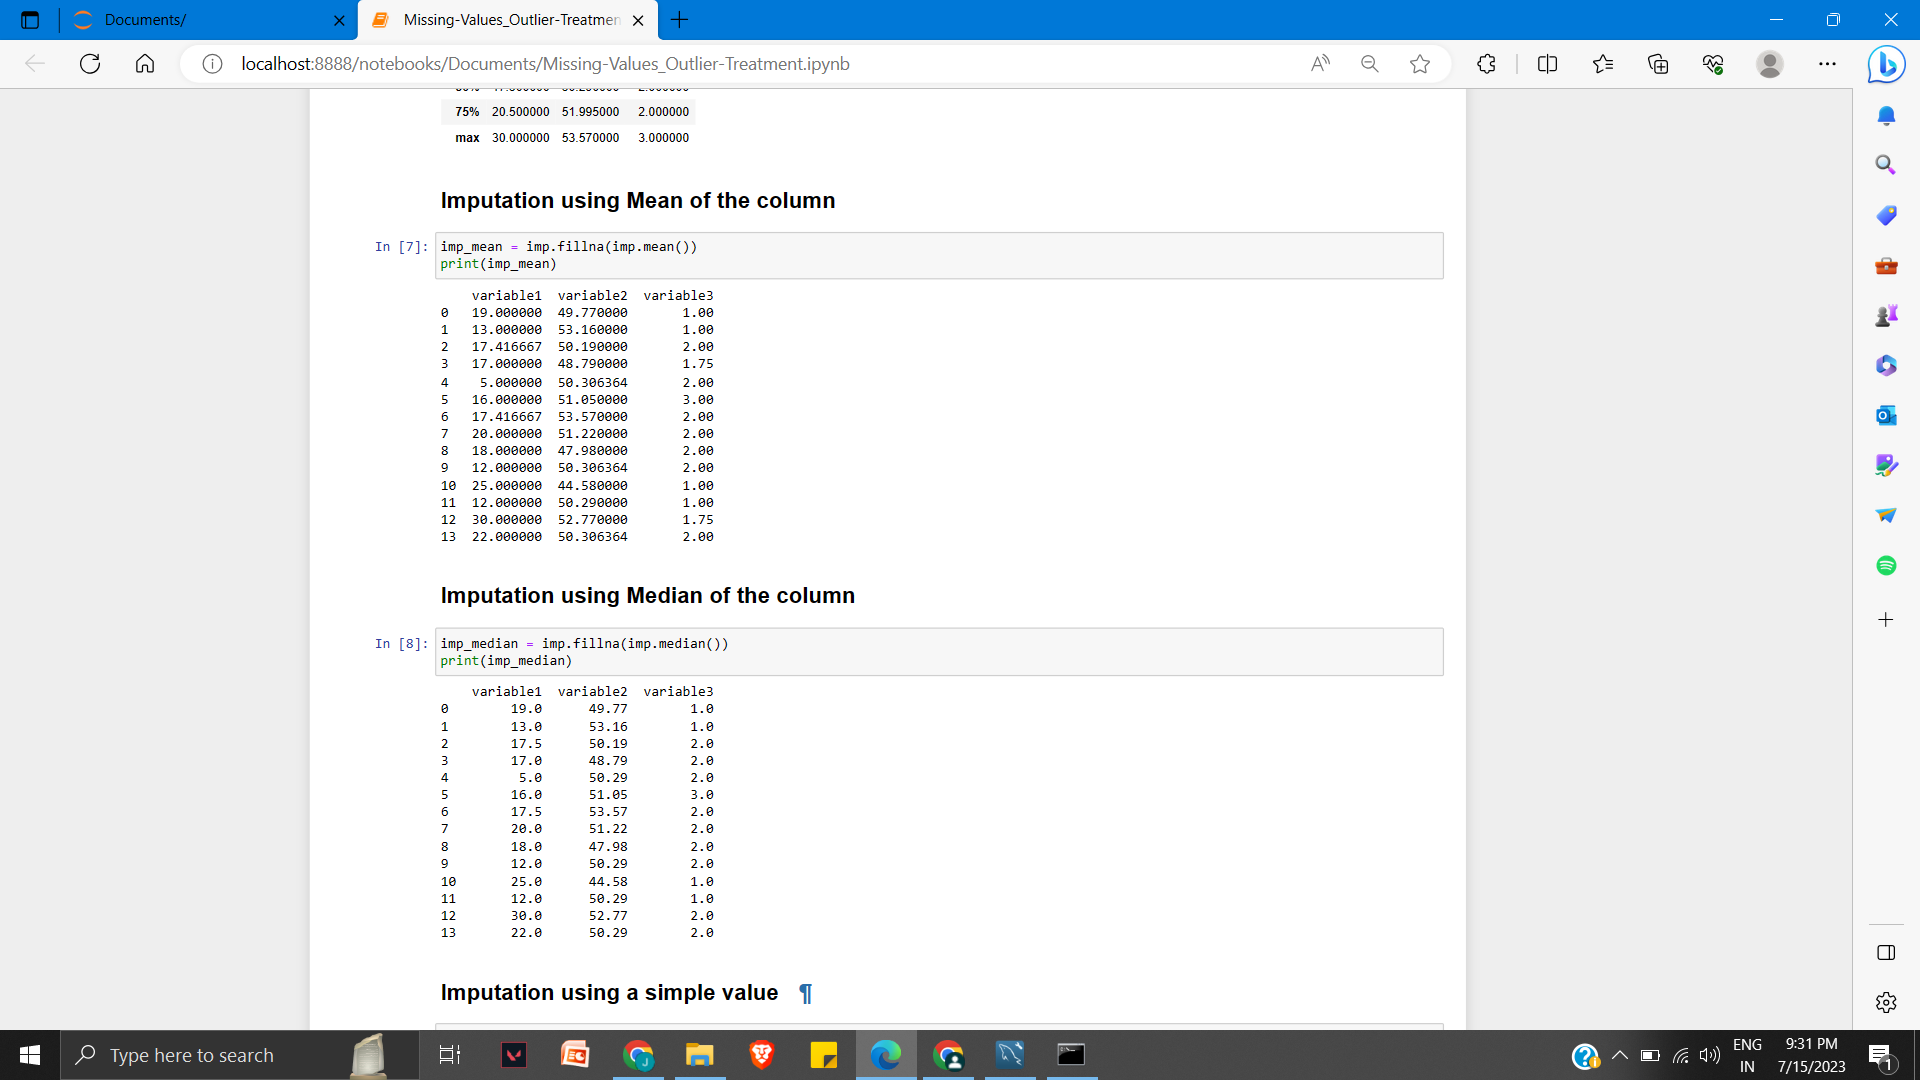 Documents/
Missing-Values_Outlier-Treatmen
localhost:8888/notebooks/Documents/Missing-Values_Outlier-Treatment.ipynb
75% 20.500000 51.995000 2.000000
max 30.000000 53.570000 3.000000
Imputation using Mean of the column
In [7]: imp_mean = imp.fillna(imp.mean())
print(imp_mean)
variable1 variable2 variable3
0 19.000000 49.770000 1.00
1 13.000000 53.160000 1.00
2 17.416667 50.190000 2.00
3 17.000000 48.790000 1.75
4 5.000000 50.306364 2.00
5 16.000000 51.050000 3.00
6 17.416667 53.570000 2.00
7 20.000000 51.220000 2.00
8 18.000000 47.980000 2.00
9 12.000000 50.306364 2.00
10 25.000000 44.580000 1.00
11 12.000000 50.290000 1.00
12 30.000000 52.770000 1.75
13 22.000000 50.306364 2.00
Imputation using Median of the column
In [8]: imp_median = imp.fillna(imp.median())
print(imp_median)
variable1 variable2 variable3
0 19.0 49.77 1.0
1 13.0 53.16 1.0
2 17.5 50.19 2.0
3 17.0 48.79 2.0
4 5.0 50.29 2.0
5 16.0 51.05 3.0
6 17.5 53.57 2.0
7 20.0 51.22 2.0
8 18.0 47.98 2.0
9 12.0 50.29 2.0
10 25.0 44.58 1.0
11 12.0 50.29 1.0
12 30.0 52.77 2.0
13 22.0 50.29 2.0
Imputation using a simple value ¶
Type here to search
ENG
IN
9:31 PM
7/15/2023
1